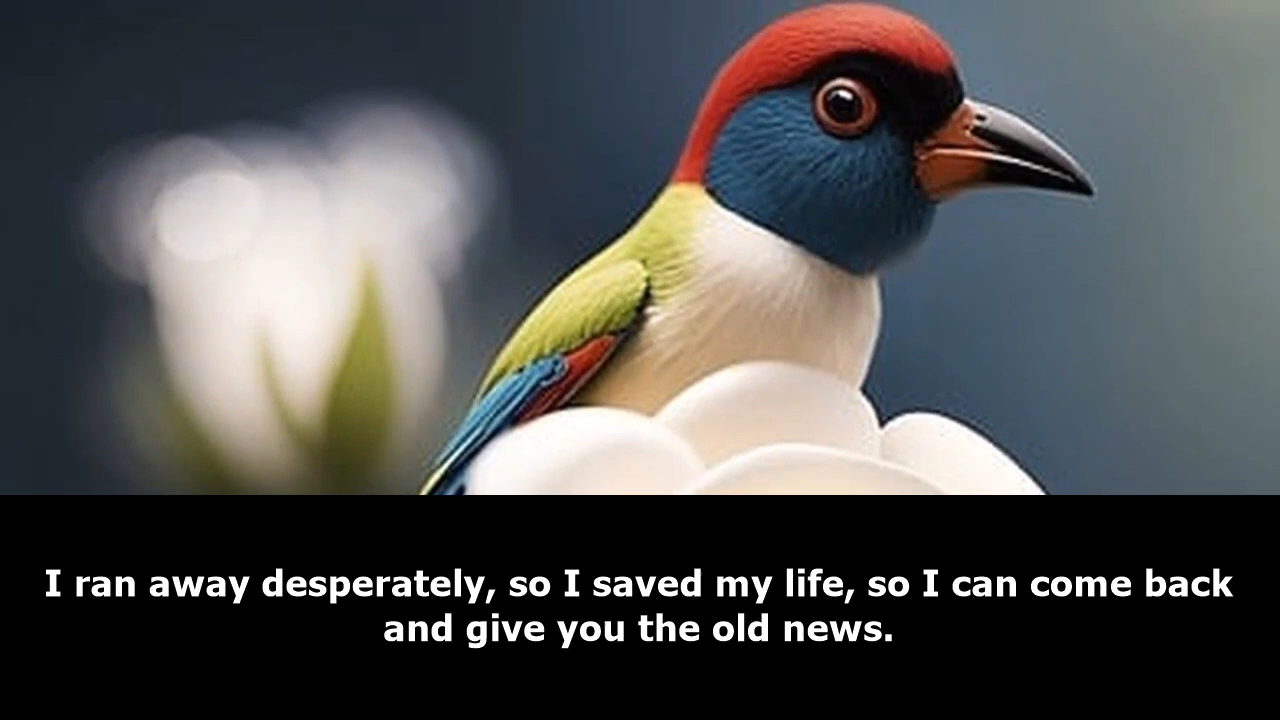 I ran away desperately, so I saved my life, so I can come back
and give you the old news.